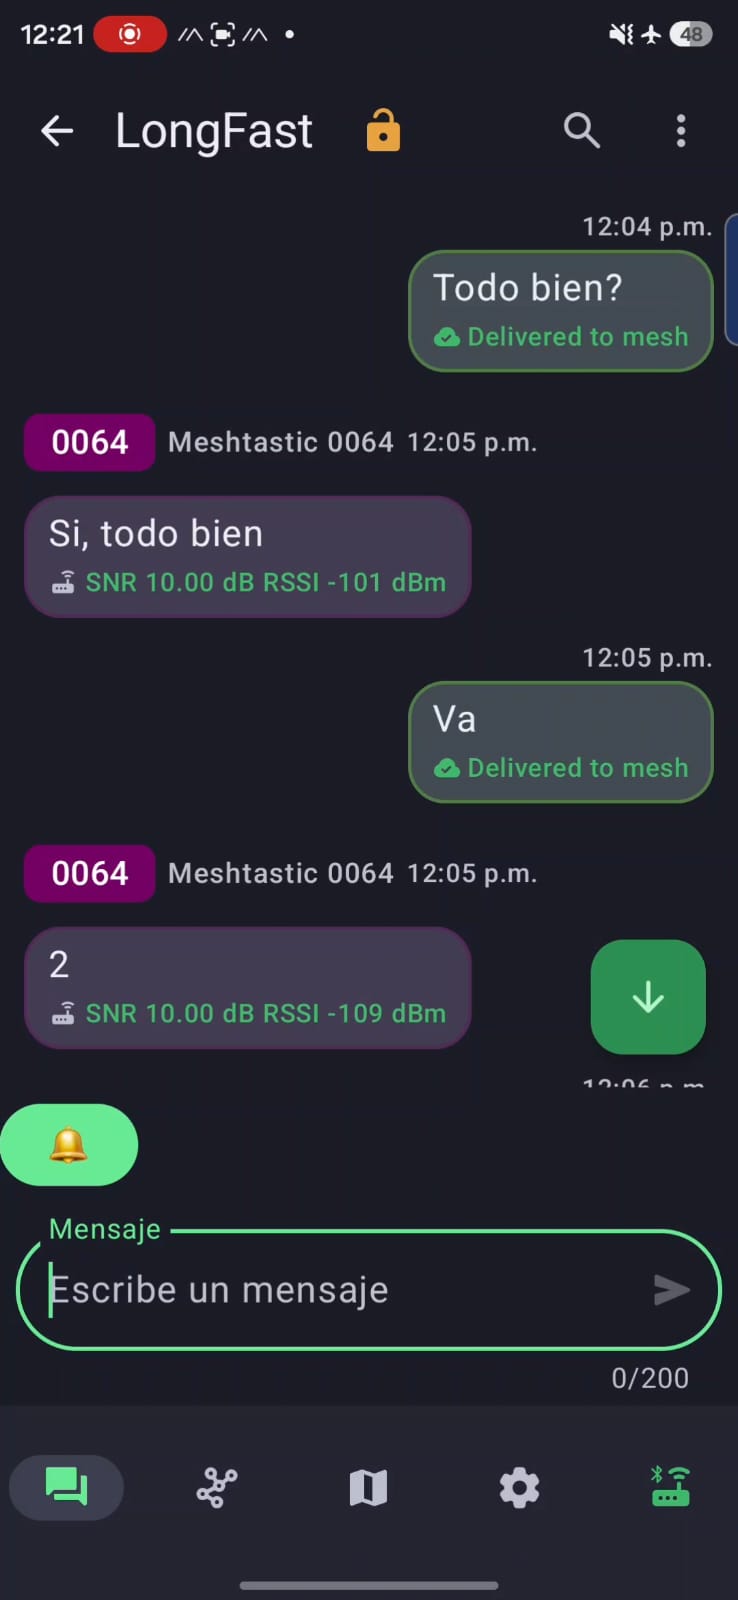 12:21
48
LongFast
12:04 p.m.
Todo bien?
Delivered to mesh
0064 Meshtastic 0064 12:05 p.m.
Si, todo bien
SNR 10.00 dB RSSI -101 dBm
12:05 p.m.
Va
Delivered to mesh
0064 Meshtastic 0064 12:05 p.m.
2
SNR 10.00 dB RSSI -109 dBm
12:06 p.m.
Mensaje
Escribe un mensaje
0/200